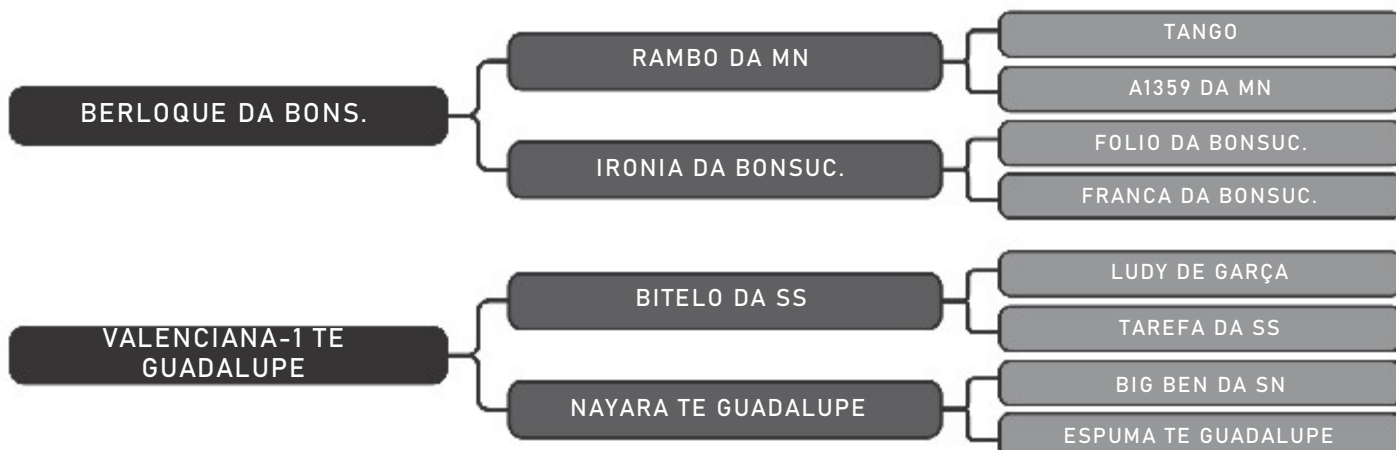 BERLOQUE DA BONS.
RAMBO DA MN
TANGO
A1359 DA MN
IRONIA DA BONSUC.
FOLIO DA BONSUC.
FRANCA DA BONSUC.
VALENCIANA-1 TE
GUADALUPE
BITELO DA SS
LUDY DE GARÇA
TAREFA DA SS
NAYARA TE GUADALUPE
BIG BEN DA SN
ESPUMA TE GUADALUPE